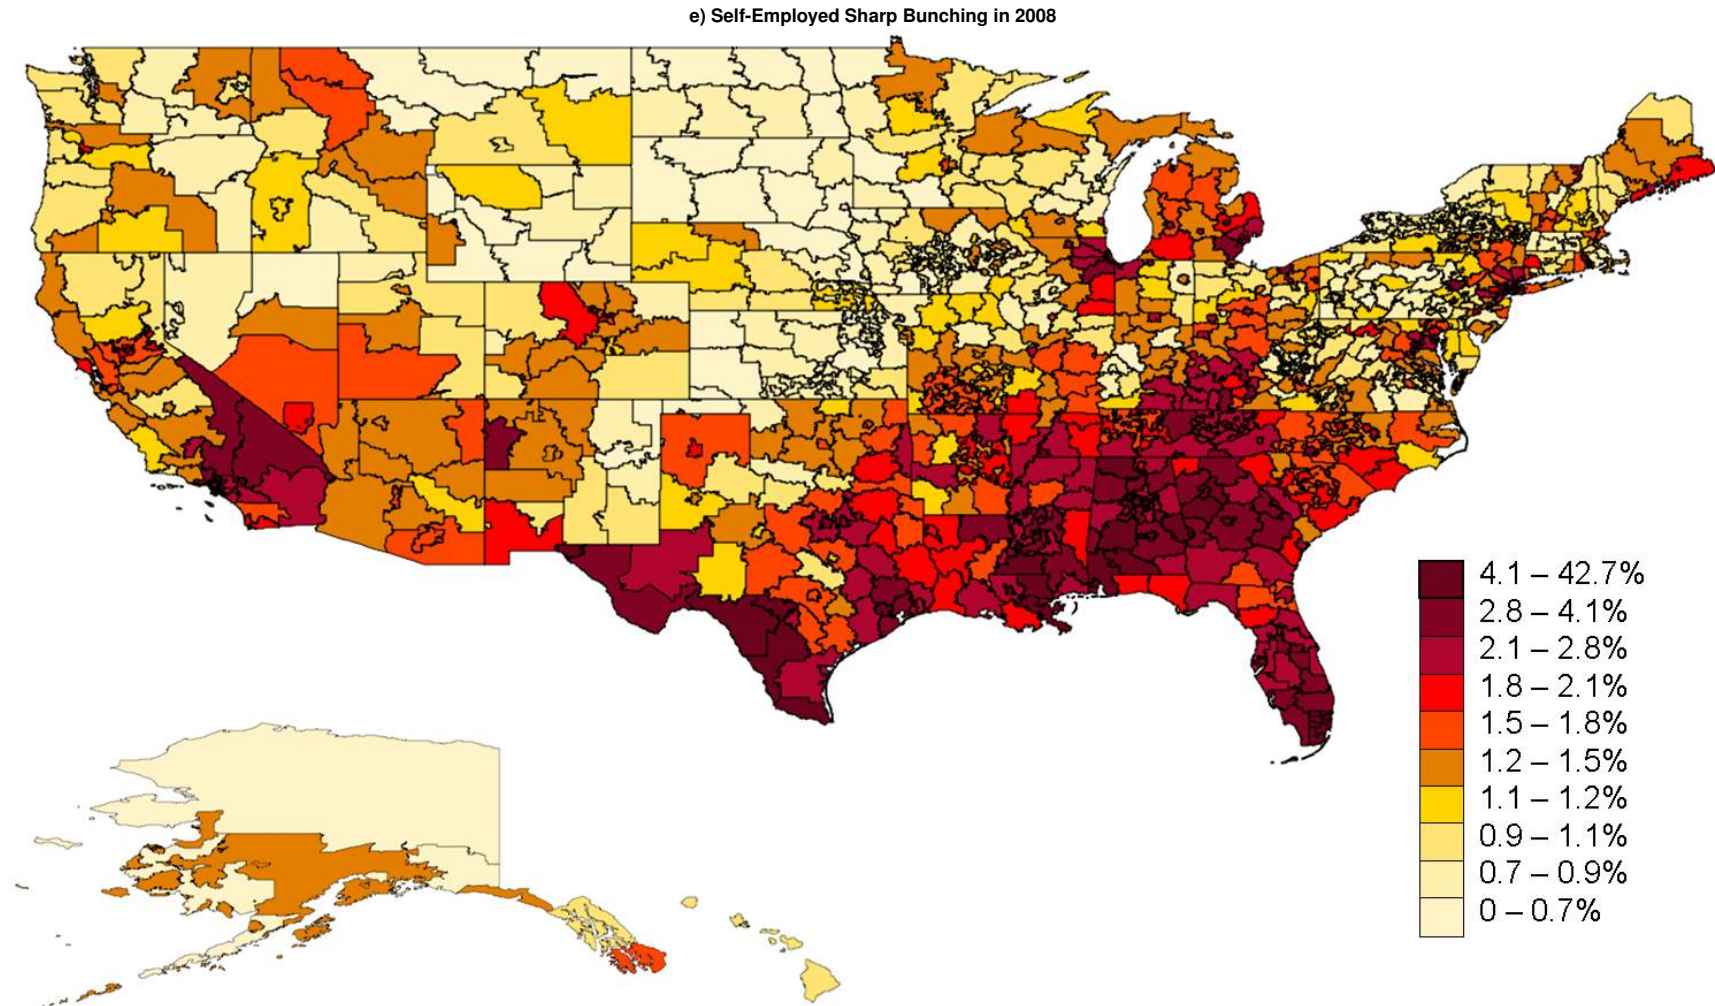 e) Self-Employed Sharp Bunching in 2008
4.1 – 42.7%
2.8 – 4.1%
2.1 – 2.8%
1.8 – 2.1%
1.5 – 1.8%
1.2 – 1.5%
1.1 – 1.2%
0.9 – 1.1%
0.7 – 0.9%
0 – 0.7%